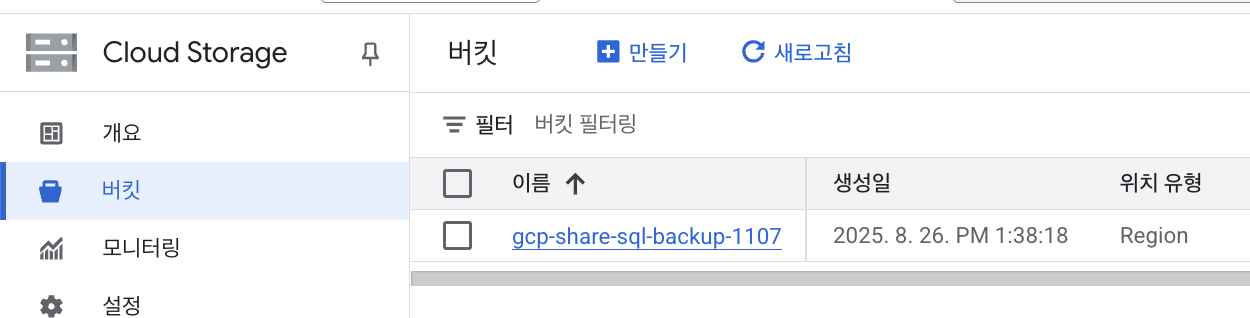 Cloud Storage
개요
버킷
모니터링
설정
버킷
만들기
새로고침
필터 버킷 필터링
이름 생성일 위치 유형
gcp-share-sql-backup-1107 2025. 8. 26. PM 1:38:18 Region